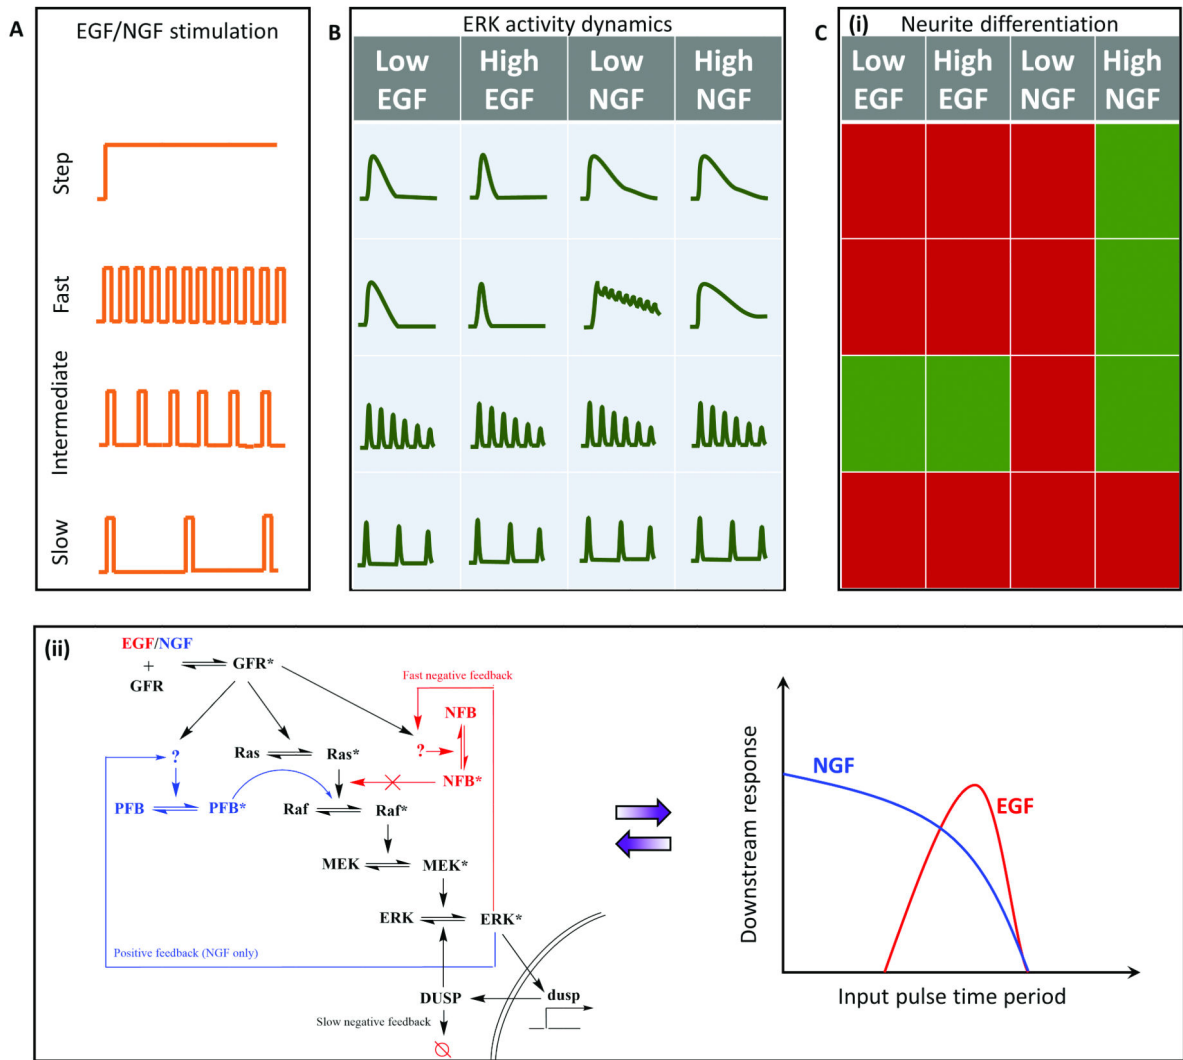 A
EGF/NGF stimulation
Step
Fast
Intermediate
Slow
B
ERK activity dynamics
Low EGF
High EGF
Low NGF
High NGF
C
(i)
Neurite differentiation
Low EGF
High EGF
Low NGF
High NGF
(ii)
EGF/NGF
+
GFR
GFR*
Fast negative feedback
NFB
?
NFB*
?
Ras
Ras*
PFB
PFB*
Raf
Raf*
MEK
MEK*
ERK
ERK*
Positive feedback (NGF only)
DUSP
dusp
Slow negative feedback
Downstream response
NGF
EGF
Input pulse time period